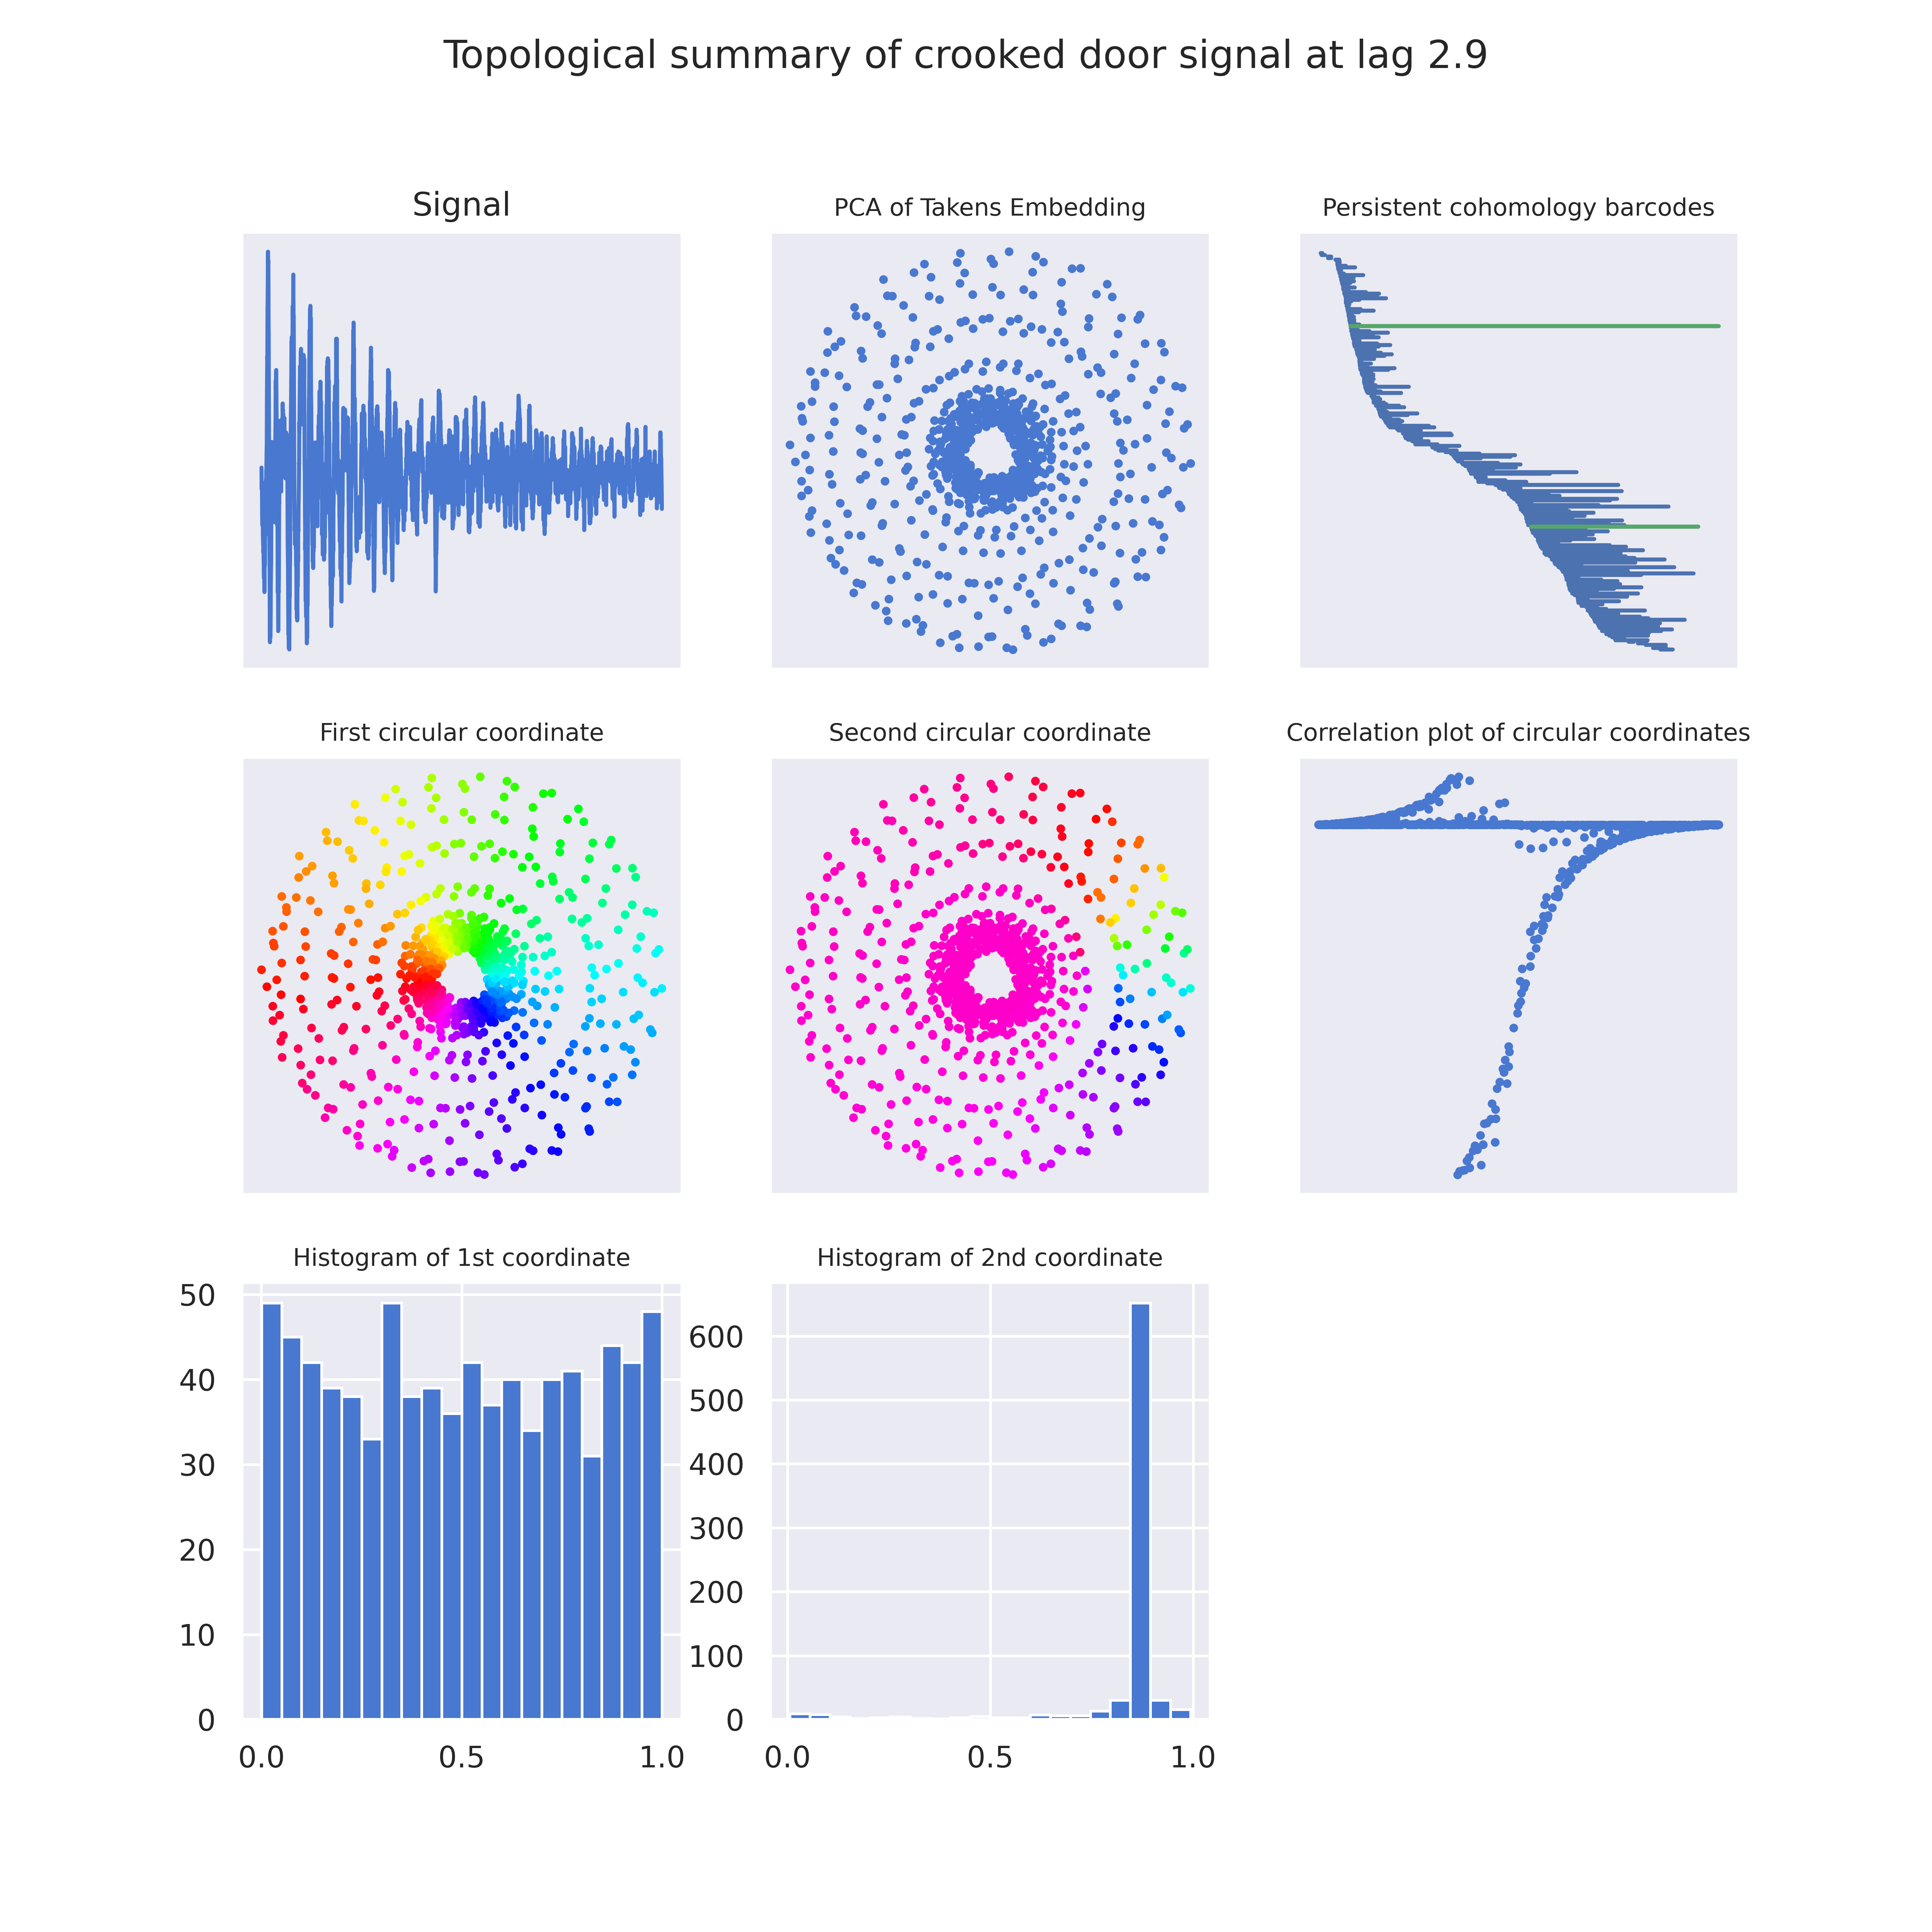 Topological summary of crooked door signal at lag 2.9
Signal
PCA of Takens Embedding
Persistent cohomology barcodes
First circular coordinate
Second circular coordinate
Correlation plot of circular coordinates
Histogram of 1st coordinate
Histogram of 2nd coordinate
50
40
30
20
10
0
0.0 0.5 1.0
600
500
400
300
200
100
0
0.0 0.5 1.0